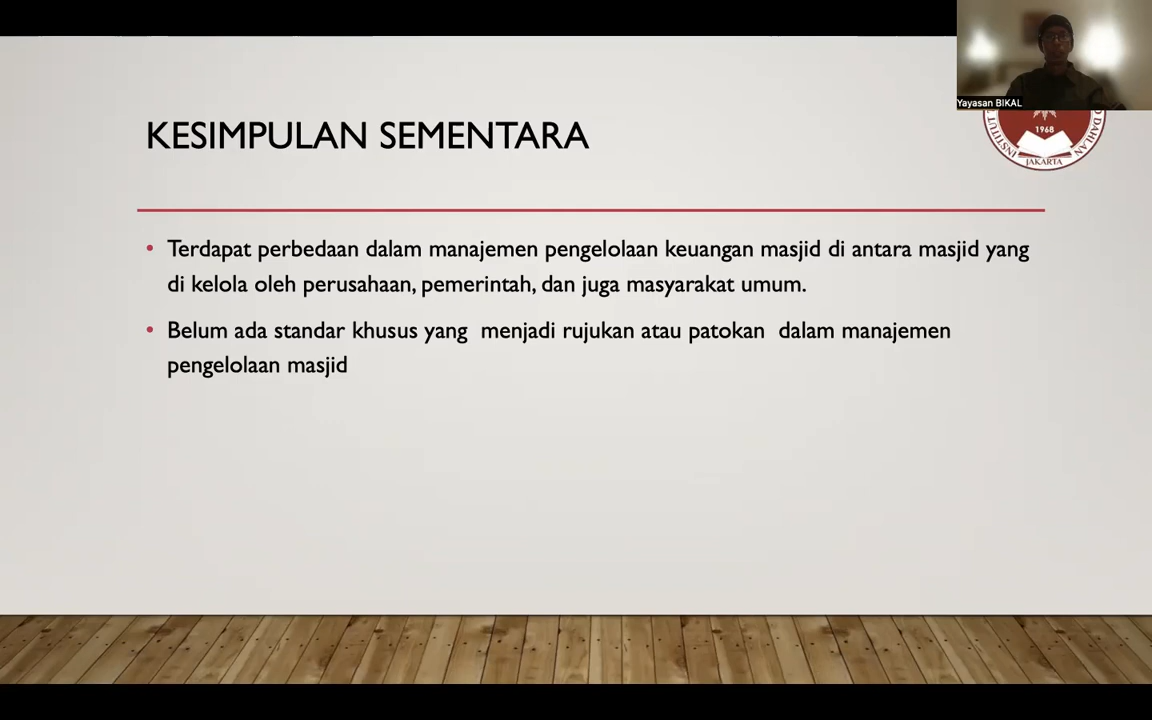 Yayasan BIKAL
KESIMPULAN SEMENTARA
1968
INSTITUT
DAHLAN
JAKARTA
• Terdapat perbedaan dalam manajemen pengelolaan keuangan masjid di antara masjid yang
di kelola oleh perusahaan, pemerintah, dan juga masyarakat umum.
• Belum ada standar khusus yang  menjadi rujukan atau patokan  dalam manajemen
pengelolaan masjid